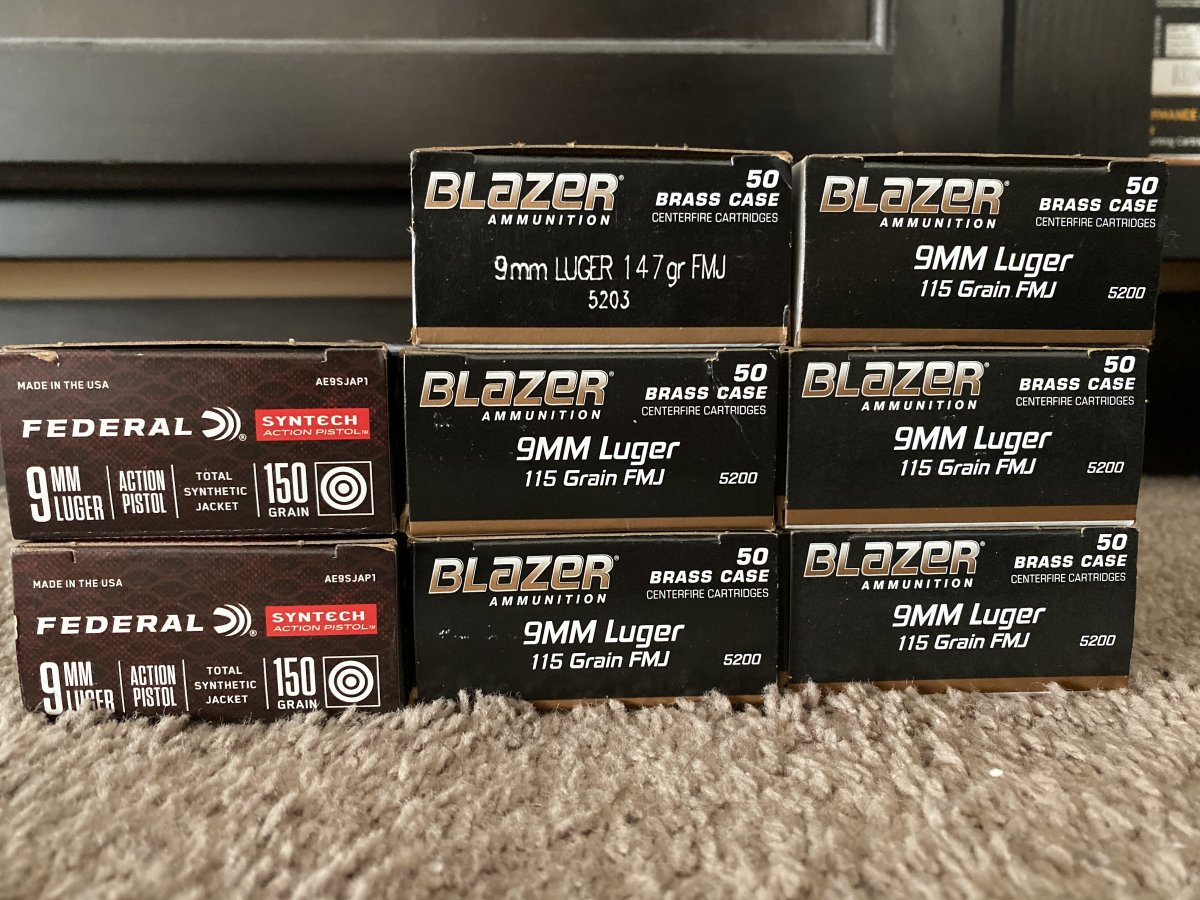 BLAZER
AMMUNITION
50
BRASS CASE
CENTERFIRE CARTRIDGES
9mm LUGER 147gr FMJ
5203
BLAZER
AMMUNITION
50
BRASS CASE
CENTERFIRE CARTRIDGES
9MM Luger
115 Grain FMJ
5200
MADE IN THE USA
AE9SJAP1
FEDERAL
SYNTECH
ACTION PISTOL™
9MM LUGER
ACTION PISTOL
TOTAL SYNTHETIC JACKET
150 GRAIN
BLAZER
AMMUNITION
50
BRASS CASE
CENTERFIRE CARTRIDGES
9MM Luger
115 Grain FMJ
5200
BLAZER
AMMUNITION
50
BRASS CASE
CENTERFIRE CARTRIDGES
9MM Luger
115 Grain FMJ
5200
MADE IN THE USA
AE9SJAP1
FEDERAL
SYNTECH
ACTION PISTOL™
9MM LUGER
ACTION PISTOL
TOTAL SYNTHETIC JACKET
150 GRAIN
BLAZER
AMMUNITION
50
BRASS CASE
CENTERFIRE CARTRIDGES
9MM Luger
115 Grain FMJ
5200
BLAZER
AMMUNITION
50
BRASS CASE
CENTERFIRE CARTRIDGES
9MM Luger
115 Grain FMJ
5200